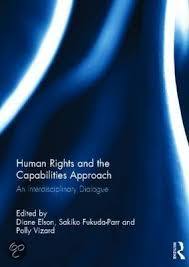 Human Rights and the
Capabilities Approach
An Interdisciplinary Dialogue
Edited by
Diane Elson, Sakiko Fukuda-Parr and
Polly Vizard